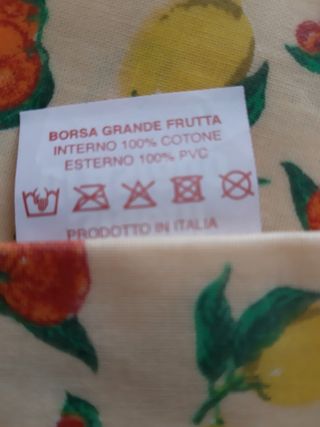 BORSA GRANDE FRUTTA
INTERNO 100% COTONE
ESTERNO 100% PVC
PRODOTTO IN ITALIA